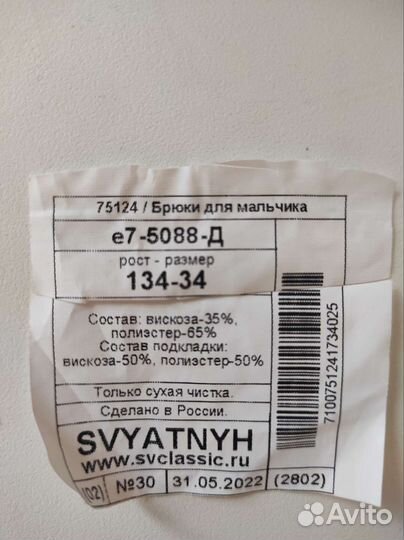 75124 / Брюки для мальчика
е7-5088-Д
рост - размер
134-34
Состав: вискоза-35%,
полиэстер-65%
Состав подкладки:
вискоза-50%, полиэстер-50%
Только сухая чистка.
Сделано в России.
SVYATNYH
www.svclassic.ru
(02) №30 31.05.2022 (2802)
7100751241734025
Avito